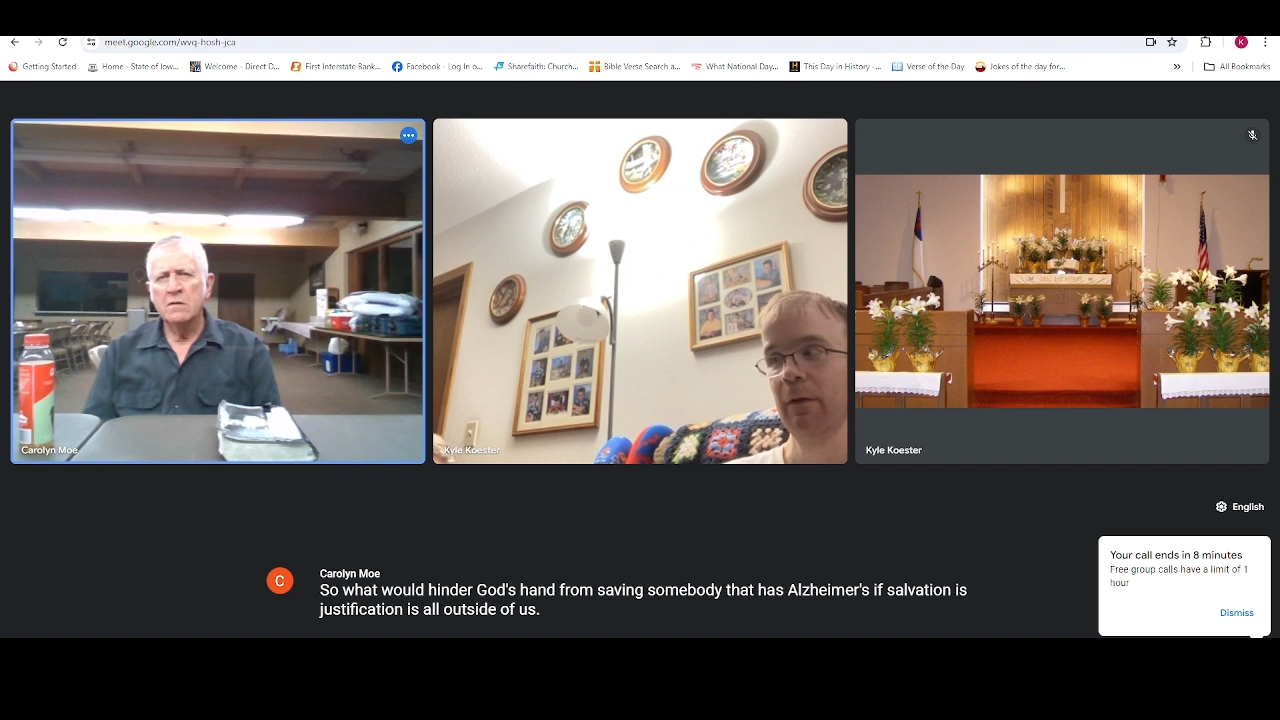 meet.google.com/wvq-hosh-jca
K
Getting Started
Home - State of Iow...
Welcome - Direct D...
First Interstate Bank...
Facebook - Log In o...
Sharefaith: Church...
Bible Verse Search a...
What National Day...
This Day in History -...
Verse of the Day
Jokes of the day for...
»
All Bookmarks
Carolyn Moe
Kyle Koester
Kyle Koester
English
Your call ends in 8 minutes
Free group calls have a limit of 1
hour
Dismiss
C
Carolyn Moe
So what would hinder God's hand from saving somebody that has Alzheimer's if salvation is
justification is all outside of us.